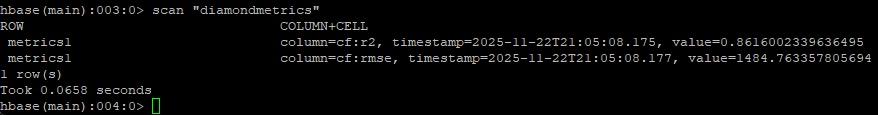 hbase(main):003:0> scan "diamondmetrics"
ROW COLUMN+CELL
metrics1 column=cf:r2, timestamp=2025-11-22T21:05:08.175, value=0.8616002339636495
metrics1 column=cf:rmse, timestamp=2025-11-22T21:05:08.177, value=1484.763357805694
1 row(s)
Took 0.0658 seconds
hbase(main):004:0>